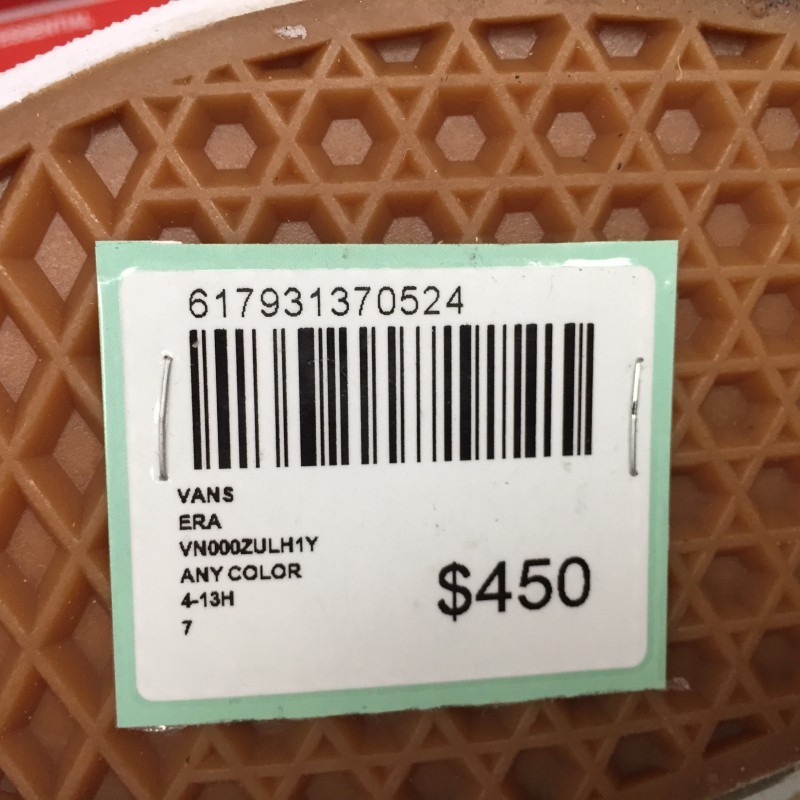 617931370524
VANS
ERA
VN000ZULH1Y
ANY COLOR
4-13H
7
$450